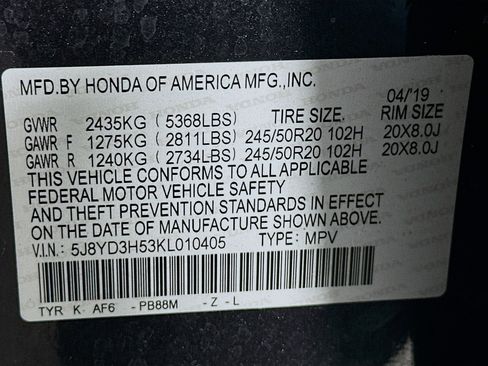 MFD.BY HONDA OF AMERICA MFG.,INC.
04/'19
GVWR 2435KG (5368LBS) TIRE SIZE RIM SIZE
GAWR F 1275KG (2811LBS) 245/50R20 102H 20X8.0J
GAWR R 1240KG (2734LBS) 245/50R20 102H 20X8.0J
THIS VEHICLE CONFORMS TO ALL APPLICABLE
FEDERAL MOTOR VEHICLE SAFETY
AND THEFT PREVENTION STANDARDS IN EFFECT
ON THE DATE OF MANUFACTURE SHOWN ABOVE.
V.I.N.: 5J8YD3H53KL010405 TYPE: MPV
TYR K- AF6 -PB88M -Z -L